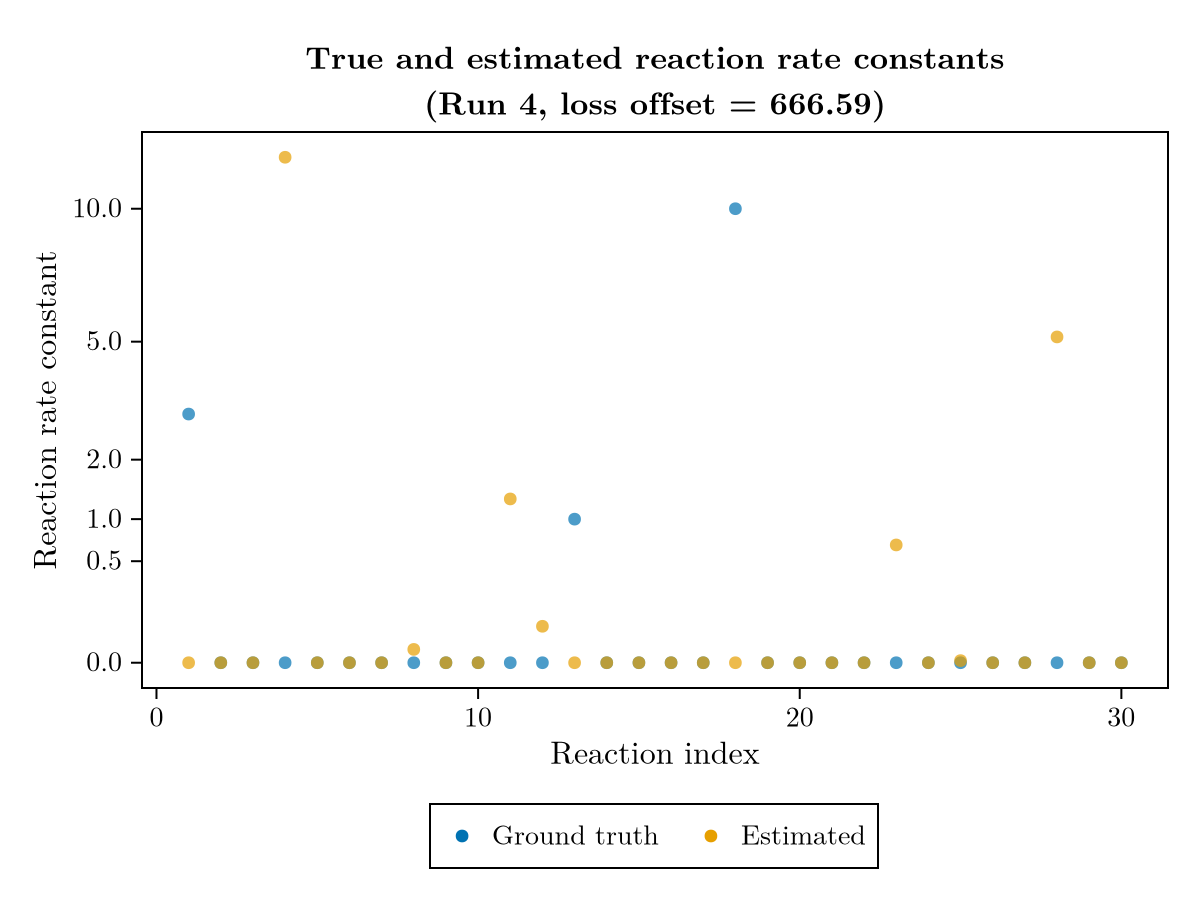 True and estimated reaction rate constants
(Run 4, loss offset = 666.59)
Reaction rate constant
10.0
5.0
2.0
1.0
0.5
0.0
0 10 20 30
Reaction index
Ground truth Estimated